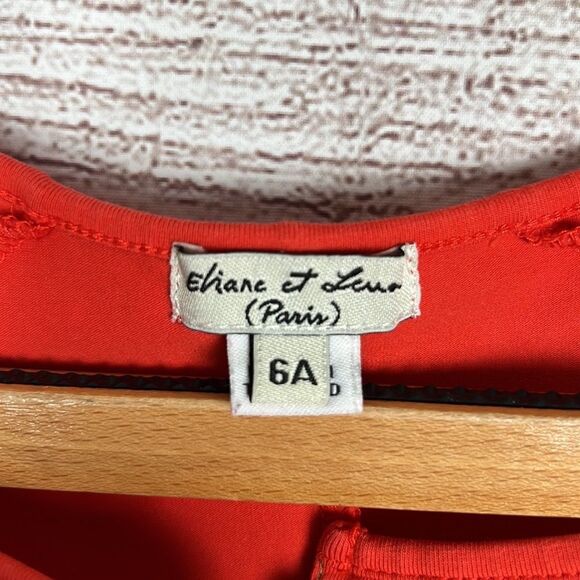 Eliane et Lena
(Paris)
6A